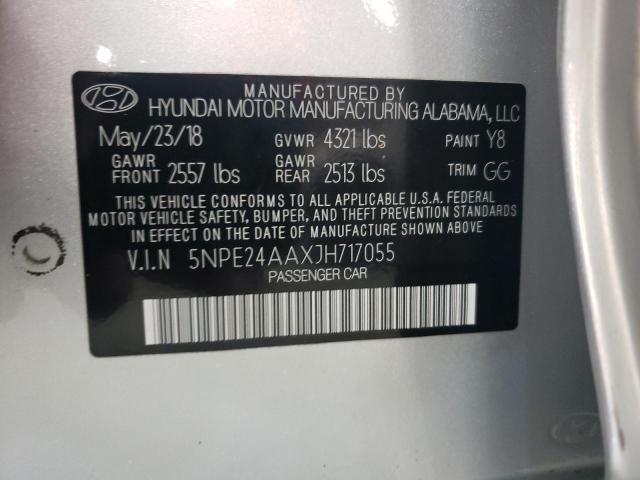 MANUFACTURED BY
HYUNDAI MOTOR MANUFACTURING ALABAMA, LLC
May/23/18 GVWR 4321 lbs PAINT Y8
GAWR FRONT 2557 lbs GAWR REAR 2513 lbs TRIM GG
THIS VEHICLE CONFORMS TO ALL APPLICABLE U.S.A. FEDERAL
MOTOR VEHICLE SAFETY, BUMPER, AND THEFT PREVENTION
STANDARDS IN EFFECT ON THE DATE OF MANUFACTURE SHOWN ABOVE.
V.I.N 5NPE24AAXJH717055
PASSENGER CAR